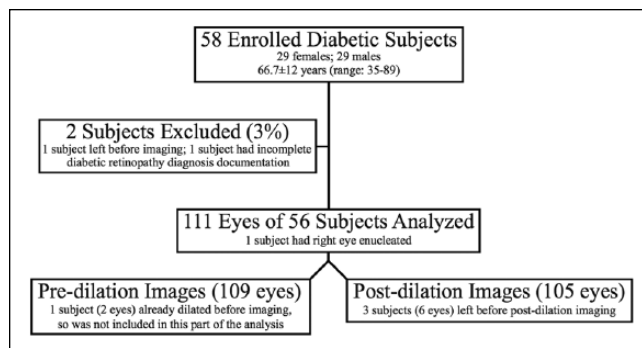 58 Enrolled Diabetic Subjects
29 females; 29 males
66.7±12 years (range: 35-89)
2 Subjects Excluded (3%)
1 subject left before imaging; 1 subject had incomplete
diabetic retinopathy diagnosis documentation
111 Eyes of 56 Subjects Analyzed
1 subject had right eye enucleated
Pre-dilation Images (109 eyes)
1 subject (2 eyes) already dilated before imaging,
so was not included in this part of the analysis
Post-dilation Images (105 eyes)
3 subjects (6 eyes) left before post-dilation imaging